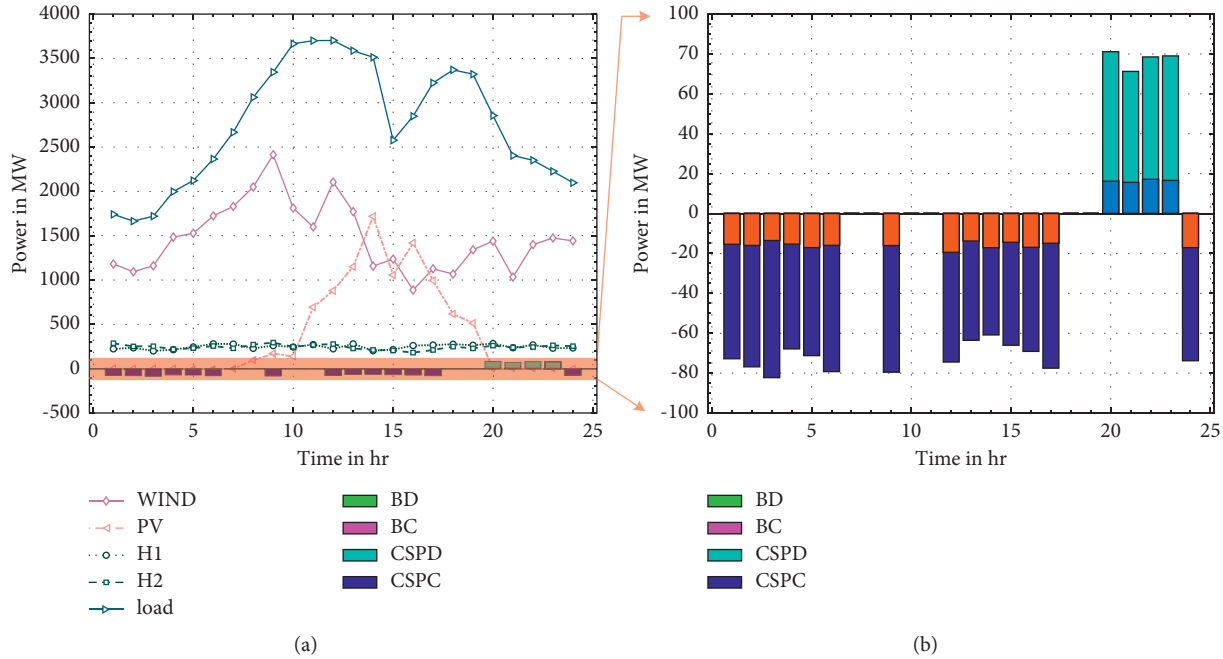 4000
3500
3000
2500
2000
1500
1000
500
0
-500
Power in MW
0 5 10 15 20 25
Time in hr
WIND
PV
H1
H2
load
BD
BC
CSPD
CSPC
(a)
100
70
60
40
20
0
-20
-40
-60
-80
-100
Power in MW
0 5 10 15 20 25
Time in hr
BD
BC
CSPD
CSPC
(b)